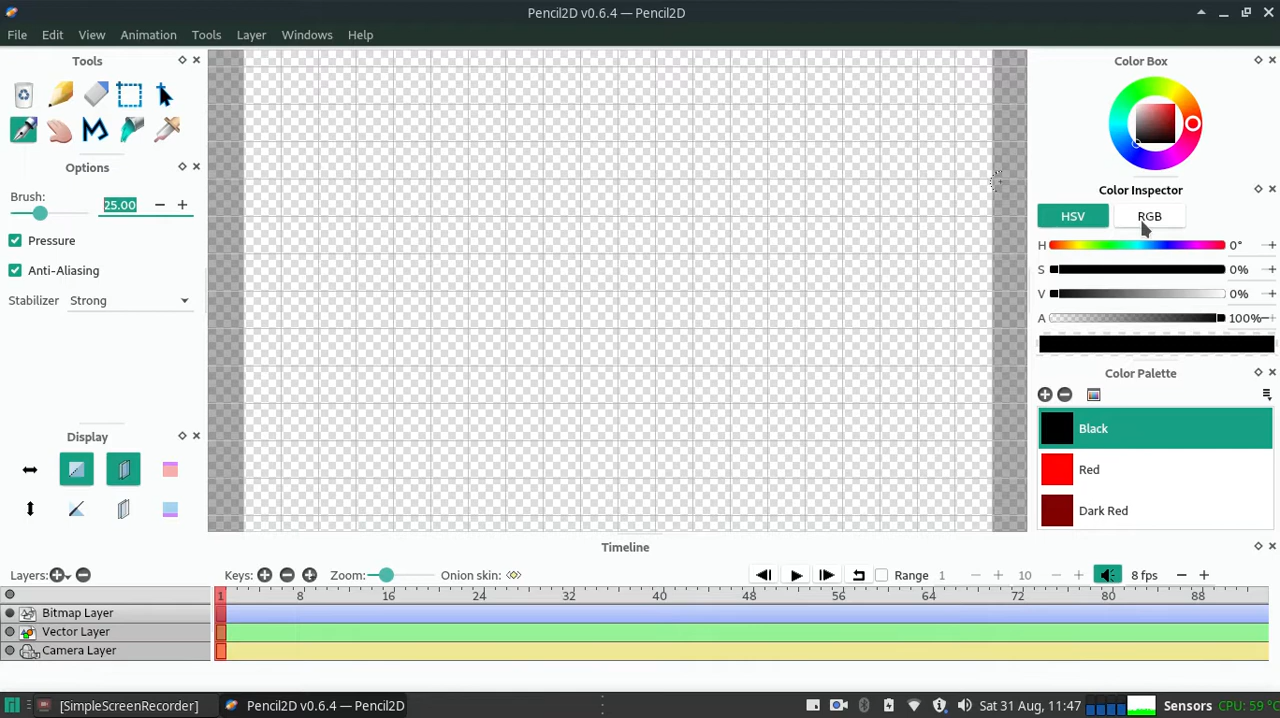 Pencil2D v0.6.4 — Pencil2D
File Edit View Animation Tools Layer Windows Help
Tools
Options
Brush:
25.00
Pressure
Anti-Aliasing
Stabilizer Strong
Display
Color Box
Color Inspector
HSV RGB
H 0°
S 0%
V 0%
A 100%
Color Palette
Black
Red
Dark Red
Timeline
Layers: Keys: Zoom: Onion skin: Range 1 10 8 fps
1 8 16 24 32 40 48 56 64 72 80 88
Bitmap Layer
Vector Layer
Camera Layer
[SimpleScreenRecorder] Pencil2D v0.6.4 — Pencil2D Sat 31 Aug, 11:47 Sensors CPU: 59 °C